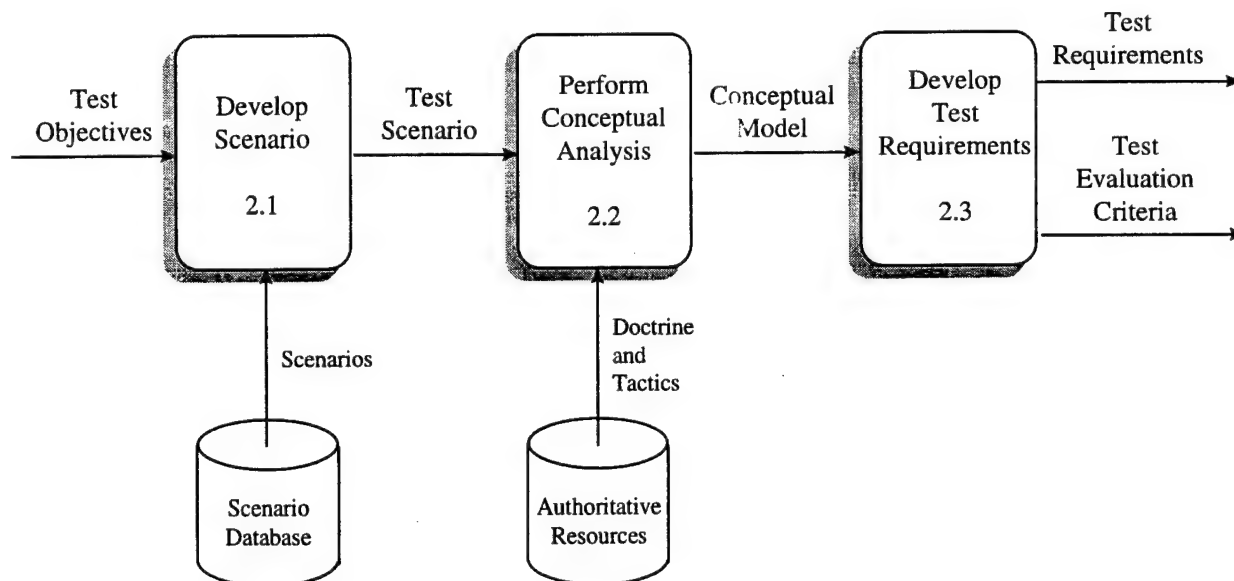 Test
Objectives
Develop
Scenario
2.1
Test
Scenario
Perform
Conceptual
Analysis
2.2
Conceptual
Model
Develop
Test
Requirements
2.3
Test
Requirements
Test
Evaluation
Criteria
Scenarios
Doctrine
and
Tactics
Scenario
Database
Authoritative
Resources